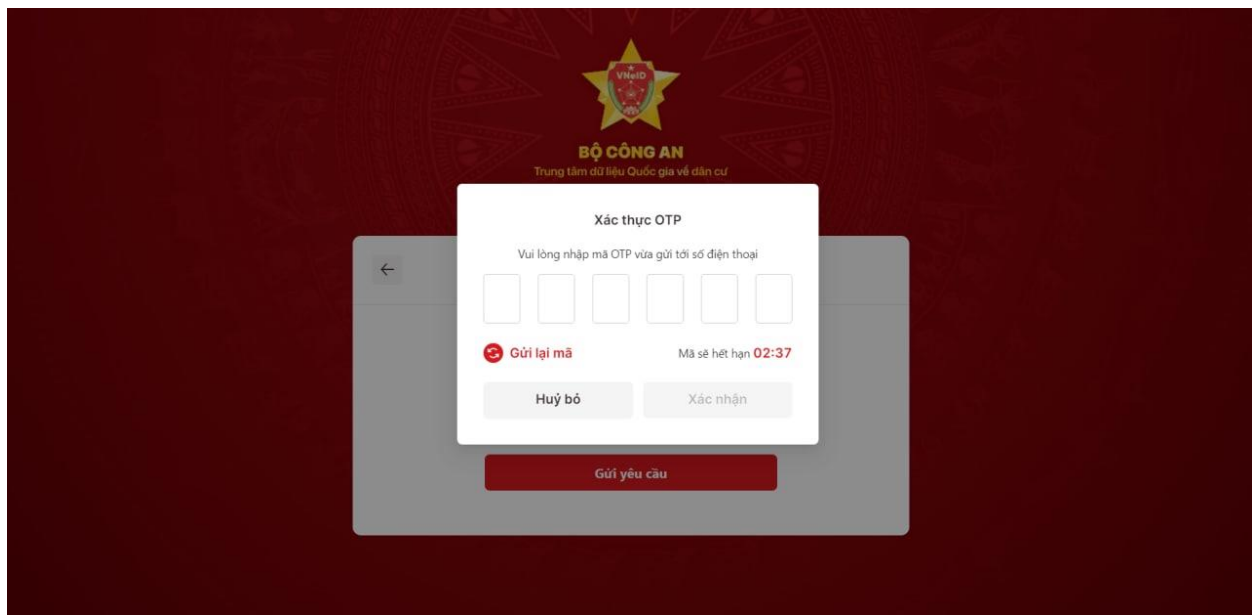 VNeID
BỘ CÔNG AN
Trung tâm dữ liệu Quốc gia về dân cư
Xác thực OTP
Vui lòng nhập mã OTP vừa gửi tới số điện thoại
Gửi lại mã
Mã sẽ hết hạn 02:37
Huỷ bỏ
Xác nhận
Gửi yêu cầu